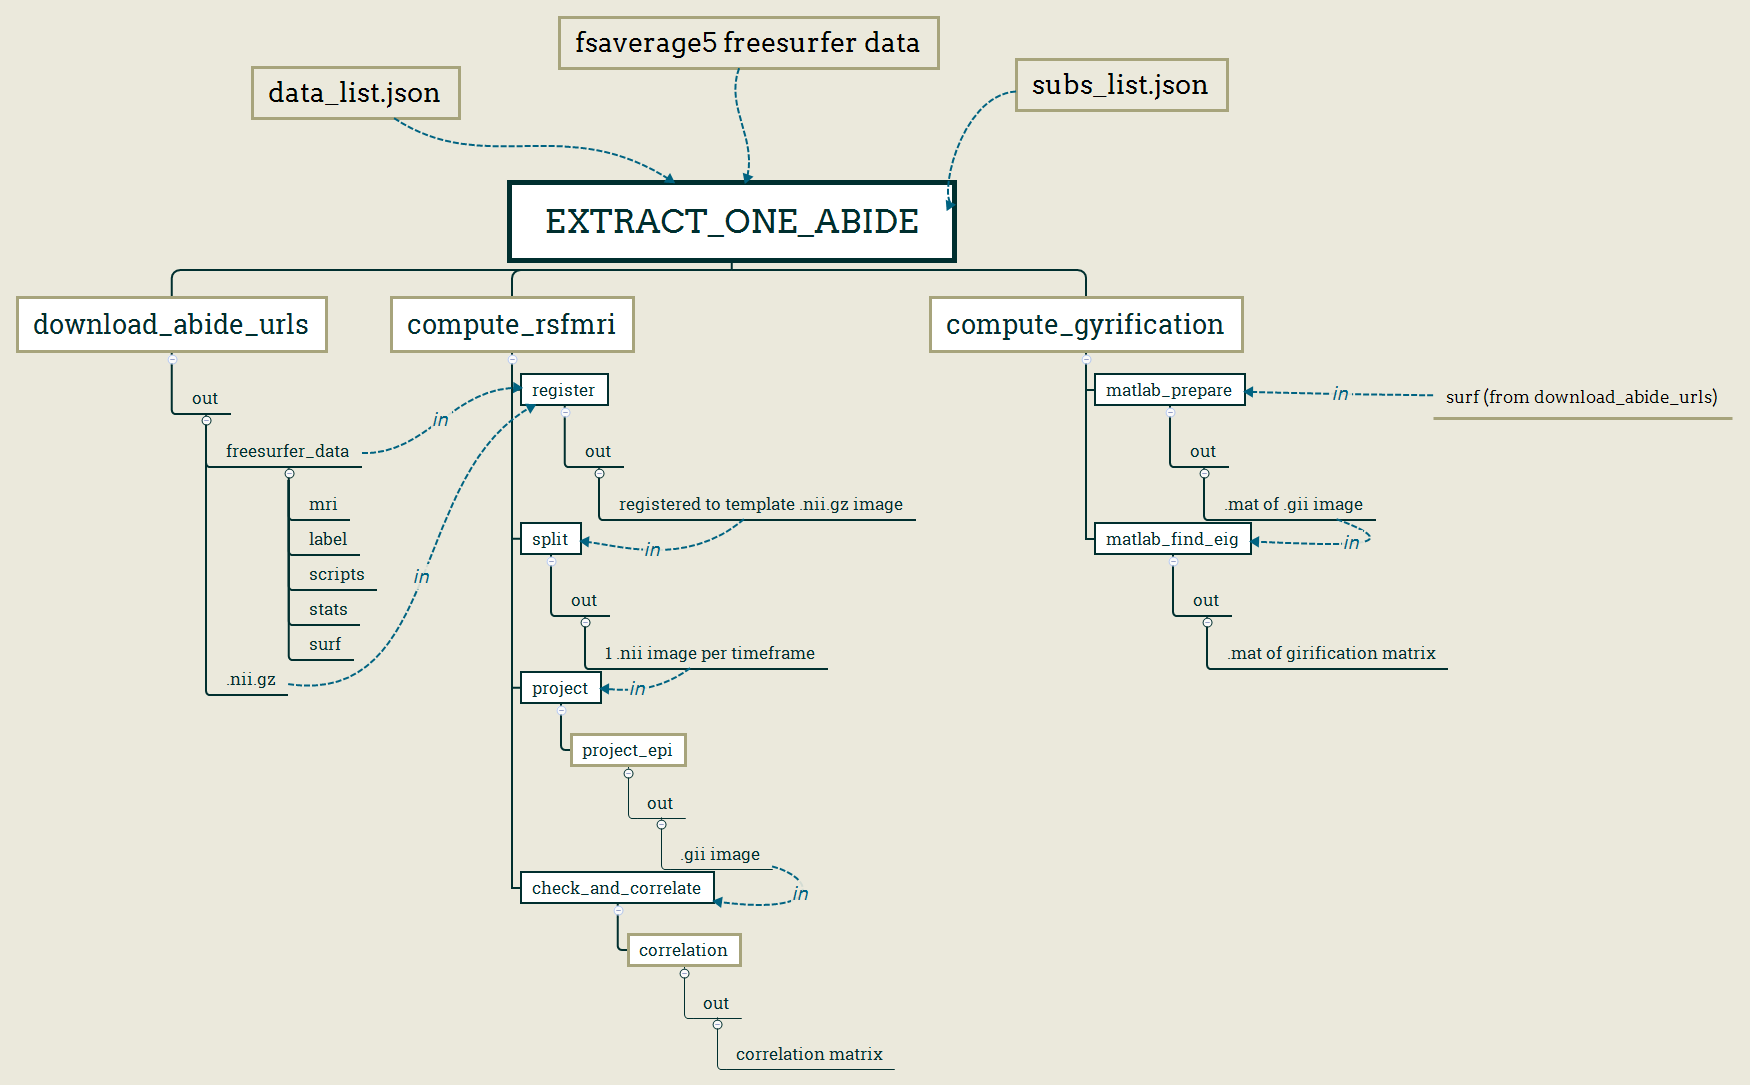 fsaverage5 freesurfer data
data_list.json
subs_list.json
EXTRACT_ONE_ABIDE
download_abide_urls
out
freesurfer_data
mri
label
scripts
stats
surf
.nii.gz
in
in
compute_rsfmri
register
out
registered to template .nii.gz image
in
split
out
1 .nii image per timeframe
in
project
project_epi
out
.gii image
in
check_and_correlate
correlation
out
correlation matrix
compute_gyrification
matlab_prepare
in
surf (from download_abide_urls)
out
.mat of .gii image
in
matlab_find_eig
out
.mat of girification matrix